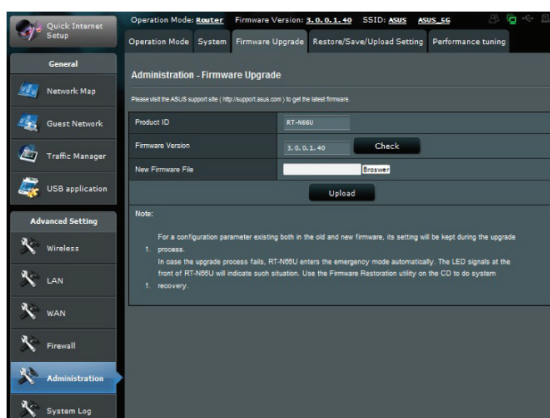 Quick Internet
Setup
Operation Mode: Router Firmware Version: 3.0.0.1.40 SSID: ASUS ASUS_5G
Operation Mode System Firmware Upgrade Restore/Save/Upload Setting Performance tuning
General
Network Map
Guest Network
Traffic Manager
USB application
Advanced Setting
Wireless
LAN
WAN
Firewall
Administration
System Log
Administration - Firmware Upgrade
Please visit the ASUS support site ( http://support.asus.com ) to get the latest firmware.
Product ID RT-N66U
Firmware Version 3.0.0.1.40 Check
New Firmware File Broswer
Upload
Note:
For a configuration parameter existing both in the old and new firmware, its setting will be kept during the upgrade
1. process.
In case the upgrade process fails, RT-N66U enters the emergency mode automatically. The LED signals at the
front of RT-N66U will indicate such situation. Use the Firmware Restoration utility on the CD to do system
1. recovery.